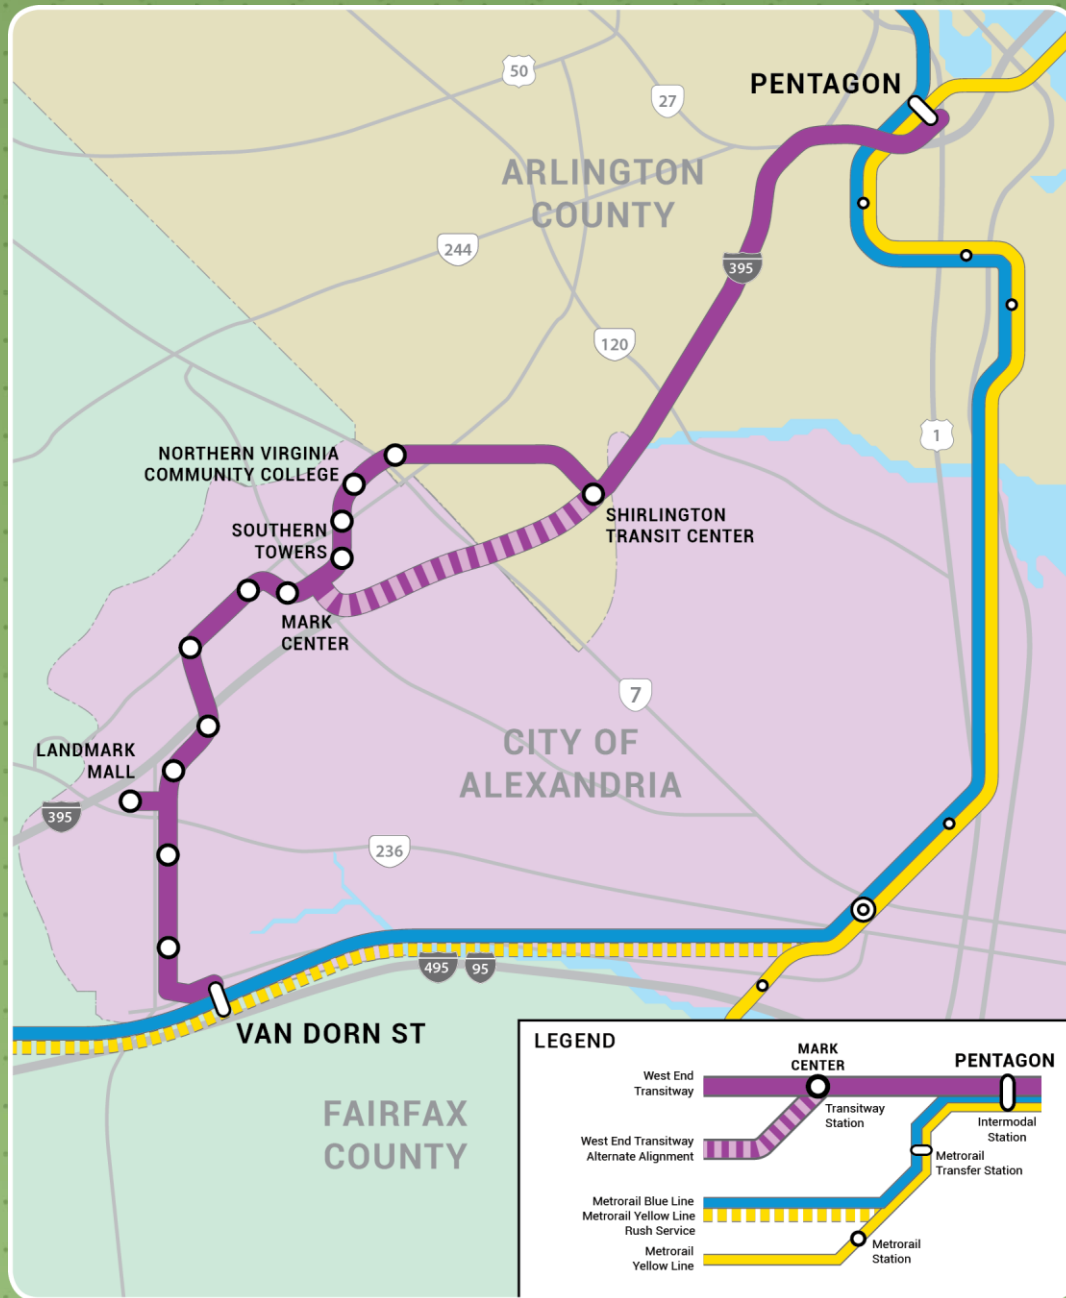 50
27
PENTAGON
ARLINGTON
COUNTY
244
395
120
1
NORTHERN VIRGINIA
COMMUNITY COLLEGE
SOUTHERN
TOWERS
SHIRLINGTON
TRANSIT CENTER
MARK
CENTER
7
LANDMARK
MALL
CITY OF
ALEXANDRIA
395
236
495
95
VAN DORN ST
FAIRFAX
COUNTY
LEGEND
MARK
CENTER
PENTAGON
West End
Transitway
Transitway
Station
Intermodal
Station
West End Transitway
Alternate Alignment
Metrorail
Transfer Station
Metrorail Blue Line
Metrorail Yellow Line
Rush Service
Metrorail
Station
Metrorail
Yellow Line